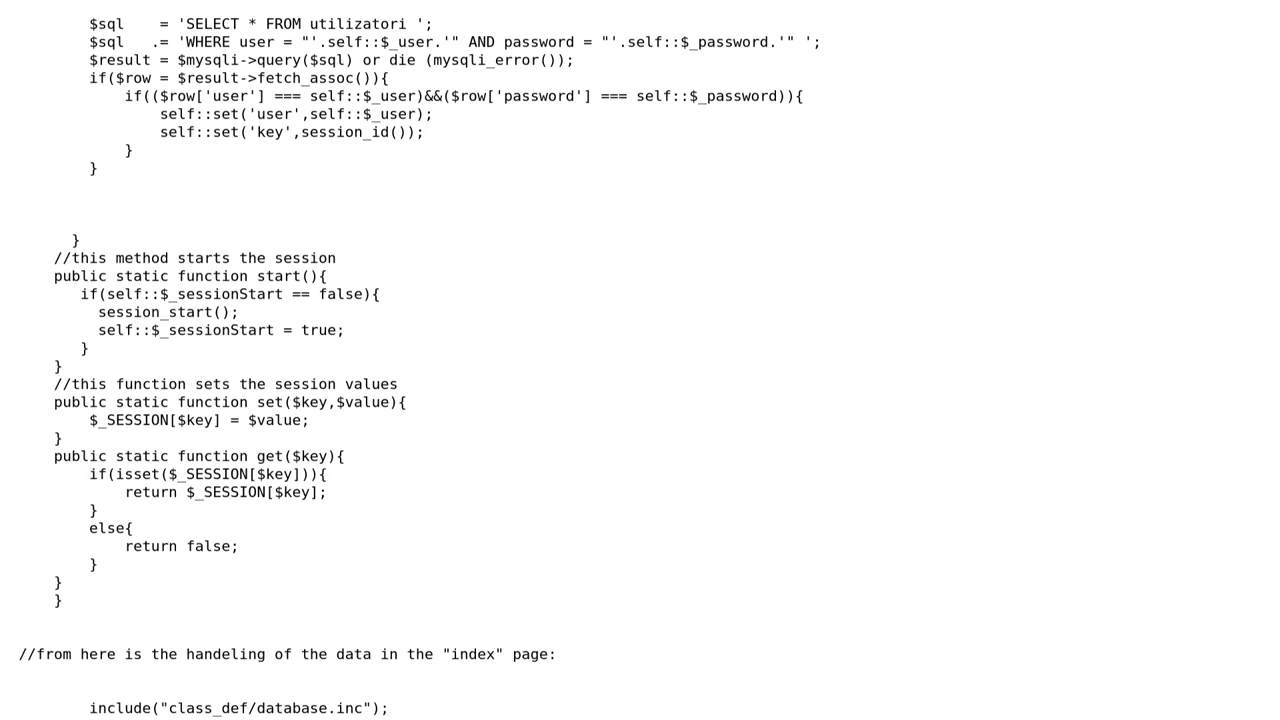 $sql    = 'SELECT * FROM utilizatori ';
$sql   .= 'WHERE user = "'.self::$_user.'" AND password = "'.self::$_password.'" ';
$result = $mysqli->query($sql) or die (mysqli_error());
if($row = $result->fetch_assoc()){
if(($row['user'] === self::$_user)&&($row['password'] === self::$_password)){
self::set('user',self::$_user);
self::set('key',session_id());
}
}
}
//this method starts the session
public static function start(){
if(self::$_sessionStart == false){
session_start();
self::$_sessionStart = true;
}
}
//this function sets the session values
public static function set($key,$value){
$_SESSION[$key] = $value;
}
public static function get($key){
if(isset($_SESSION[$key])){
return $_SESSION[$key];
}
else{
return false;
}
}
}
//from here is the handeling of the data in the "index" page:
include("class_def/database.inc");